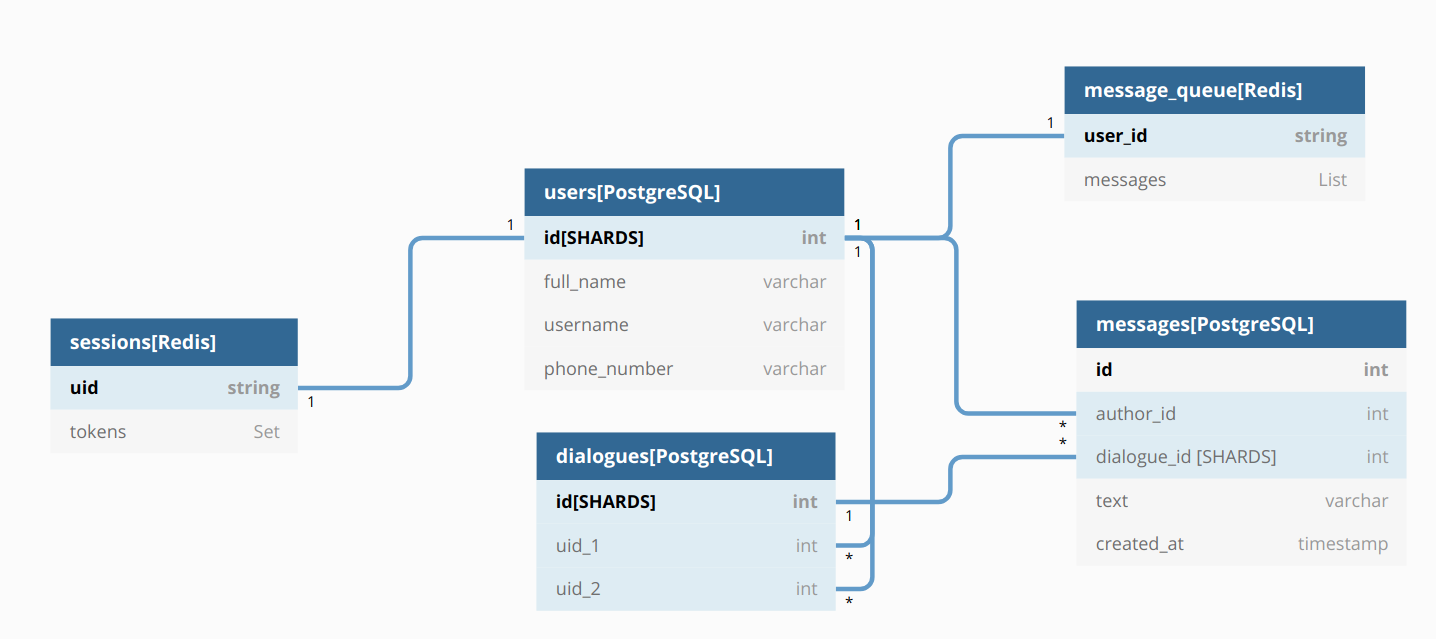 message_queue[Redis]
1
user_id string
messages List
users[PostgreSQL]
1
id[SHARDS] int
1
1
full_name varchar
username varchar
phone_number varchar
sessions[Redis]
uid string
1
tokens Set
messages[PostgreSQL]
id int
author_id int
*
*
dialogue_id [SHARDS] int
text varchar
created_at timestamp
dialogues[PostgreSQL]
id[SHARDS] int
1
uid_1 int
*
uid_2 int
*